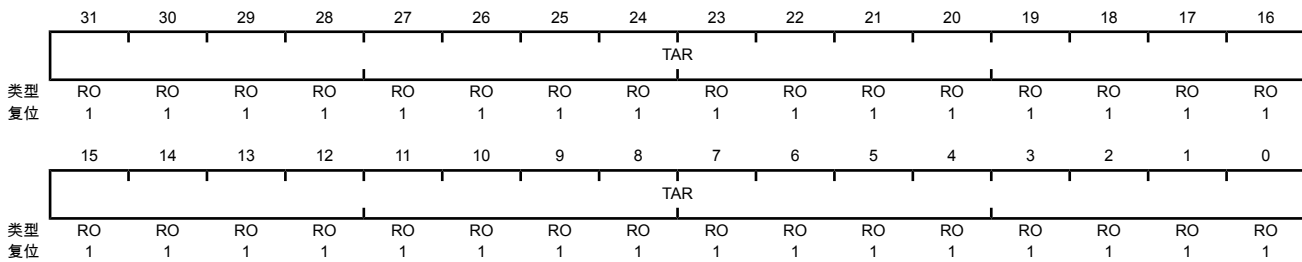 31 30 29 28 27 26 25 24 23 22 21 20 19 18 17 16
TAR
类型 RO RO RO RO RO RO RO RO RO RO RO RO RO RO RO RO
复位 1 1 1 1 1 1 1 1 1 1 1 1 1 1 1 1
15 14 13 12 11 10 9 8 7 6 5 4 3 2 1 0
TAR
类型 RO RO RO RO RO RO RO RO RO RO RO RO RO RO RO RO
复位 1 1 1 1 1 1 1 1 1 1 1 1 1 1 1 1